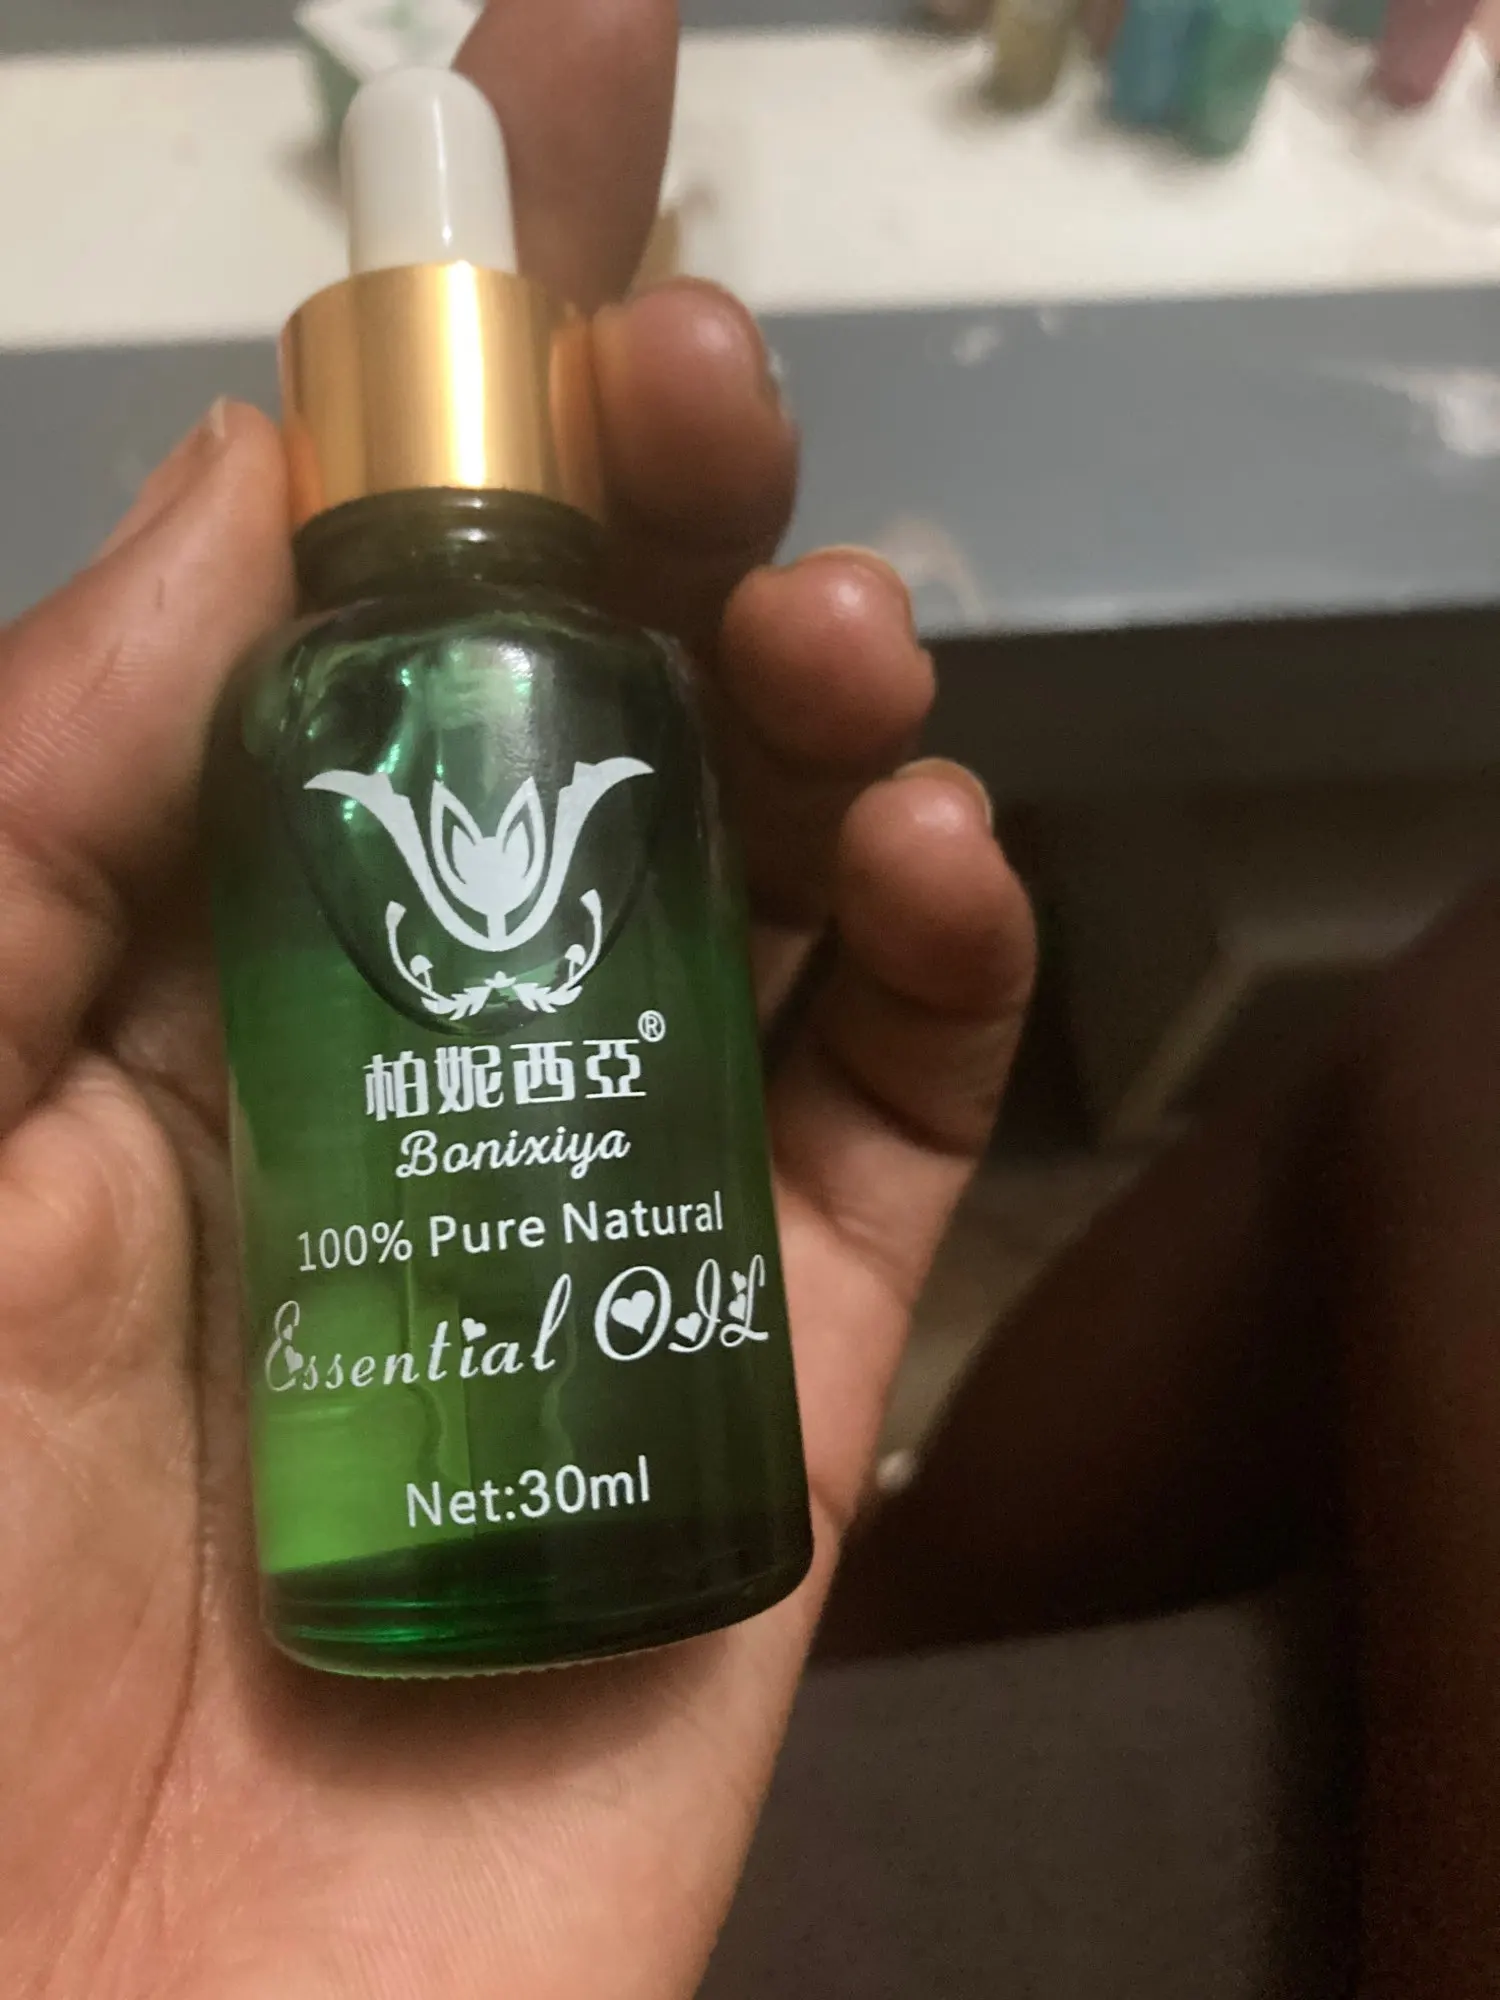 柏妮西亞®
Bonixiya
100% Pure Natural
Essential OIL
Net:30ml